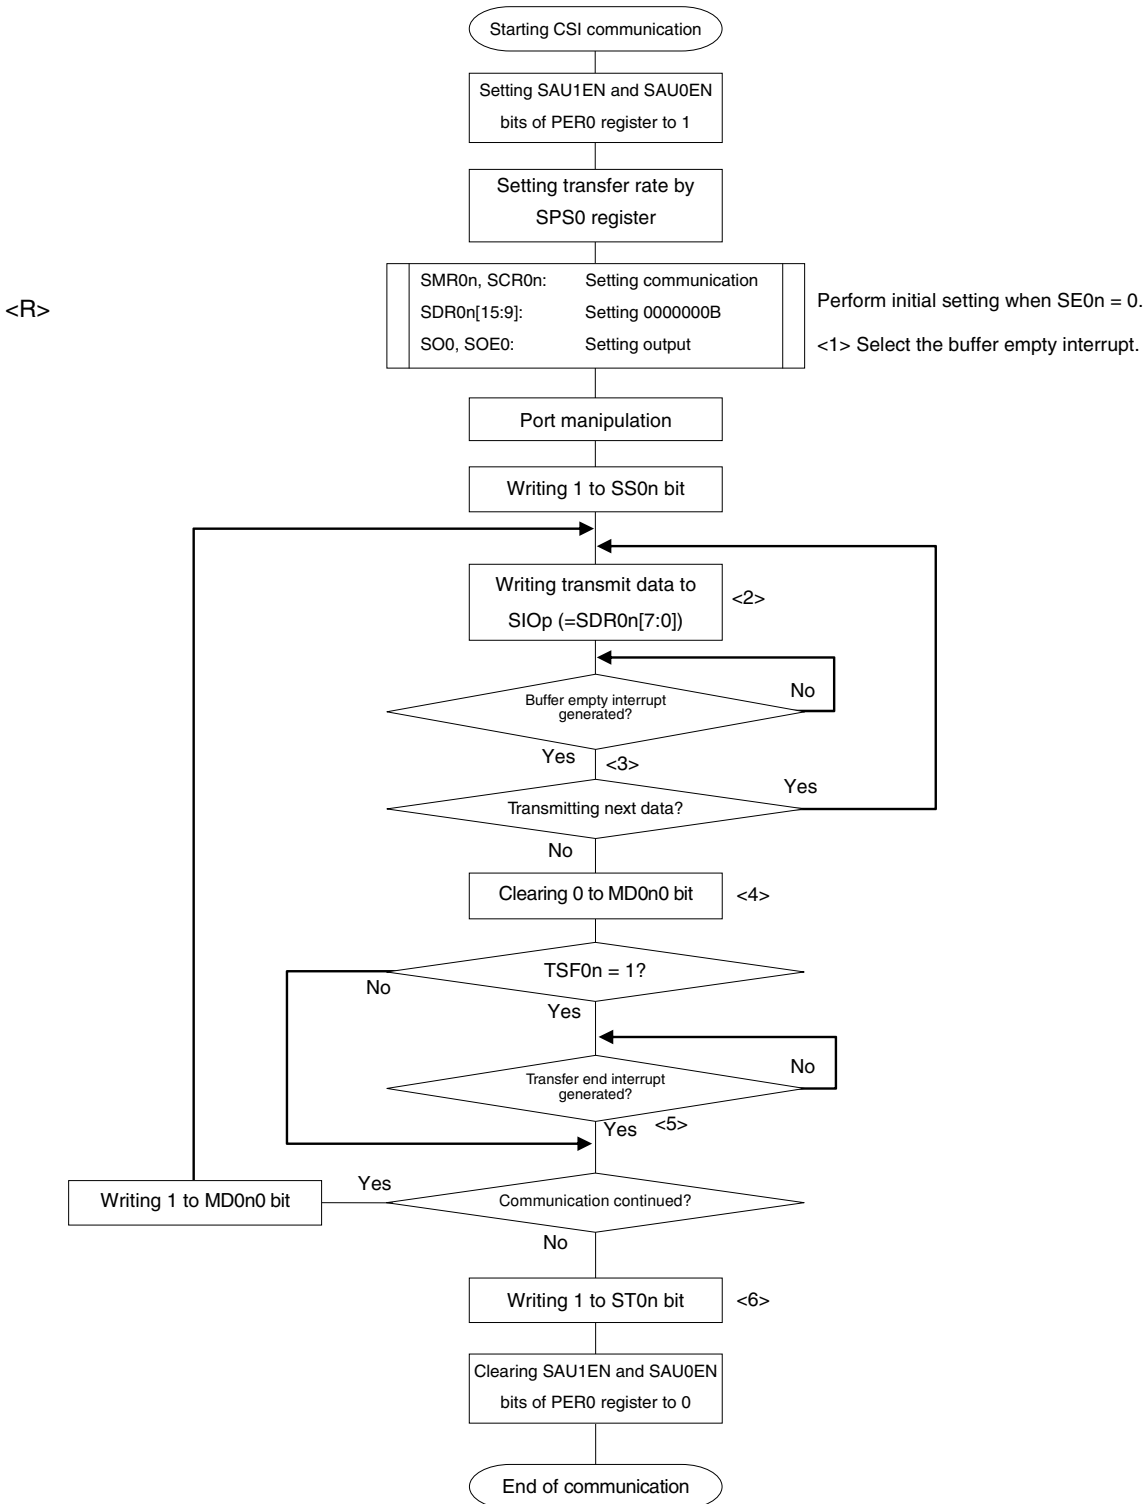 Starting CSI communication
Setting SAU1EN and SAU0EN
bits of PER0 register to 1
Setting transfer rate by
SPS0 register
<R>
SMR0n, SCR0n: Setting communication
SDR0n[15:9]: Setting 0000000B
SO0, SOE0: Setting output
Perform initial setting when SE0n = 0.
<1> Select the buffer empty interrupt.
Port manipulation
Writing 1 to SS0n bit
Writing transmit data to
SIOp (=SDR0n[7:0])
<2>
Buffer empty interrupt
generated?
No
Yes
<3>
Transmitting next data?
Yes
No
Clearing 0 to MD0n0 bit
<4>
TSF0n = 1?
No
Yes
Transfer end interrupt
generated?
No
Yes
<5>
Communication continued?
Yes
Writing 1 to MD0n0 bit
No
Writing 1 to ST0n bit
<6>
Clearing SAU1EN and SAU0EN
bits of PER0 register to 0
End of communication